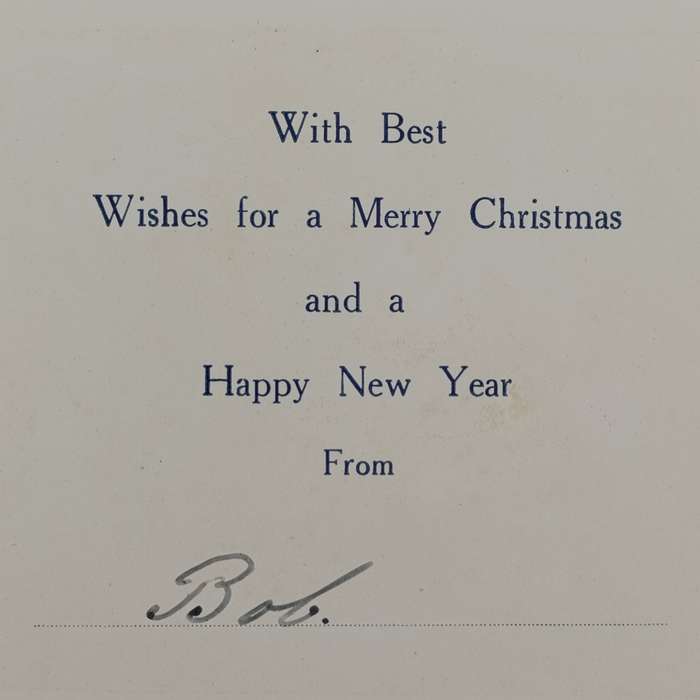 With Best
Wishes for a Merry Christmas
and a
Happy New Year
From
Bob.